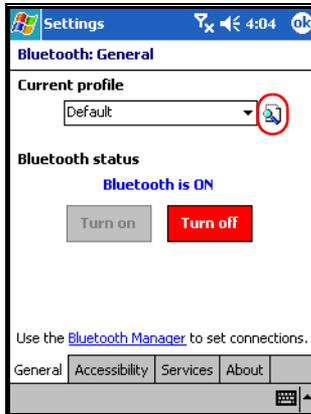 Settings 4:04 ok
Bluetooth: General
Current profile
Default
Bluetooth status
Bluetooth is ON
Turn on Turn off
Use the Bluetooth Manager to set connections.
General Accessibility Services About